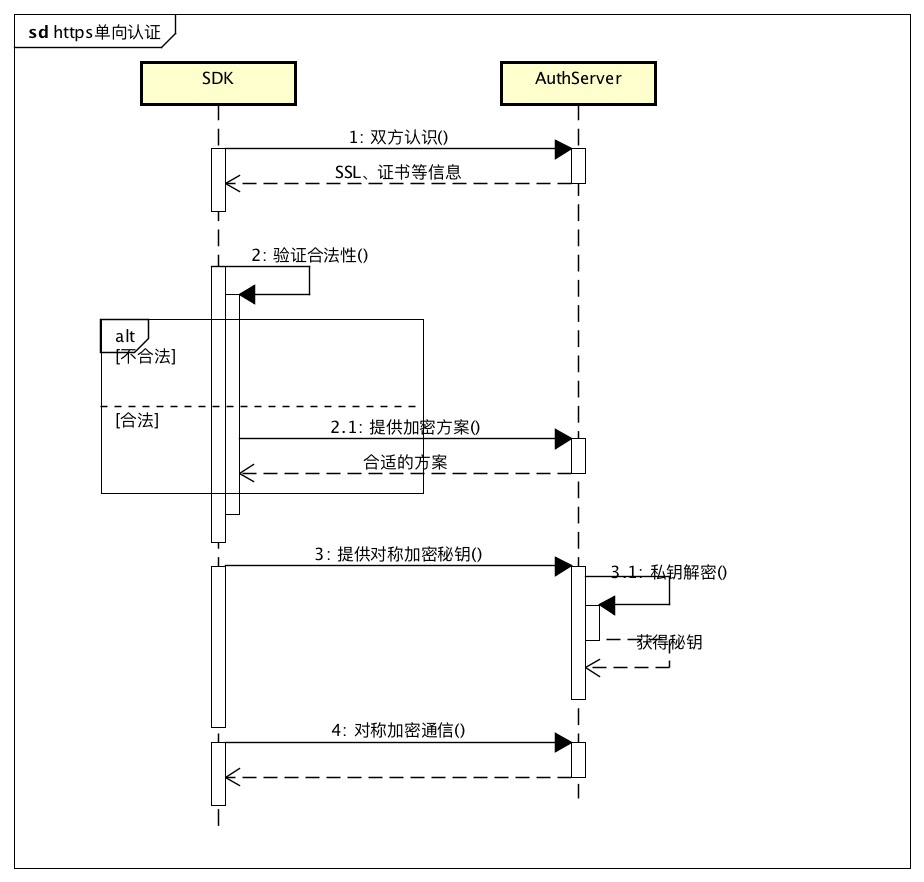 sd https单向认证
SDK
AuthServer
1: 双方认识()
SSL、证书等信息
2: 验证合法性()
alt
[不合法]
[合法]
2.1: 提供加密方案()
合适的方案
3: 提供对称加密秘钥()
3.1: 私钥解密()
获得秘钥
4: 对称加密通信()